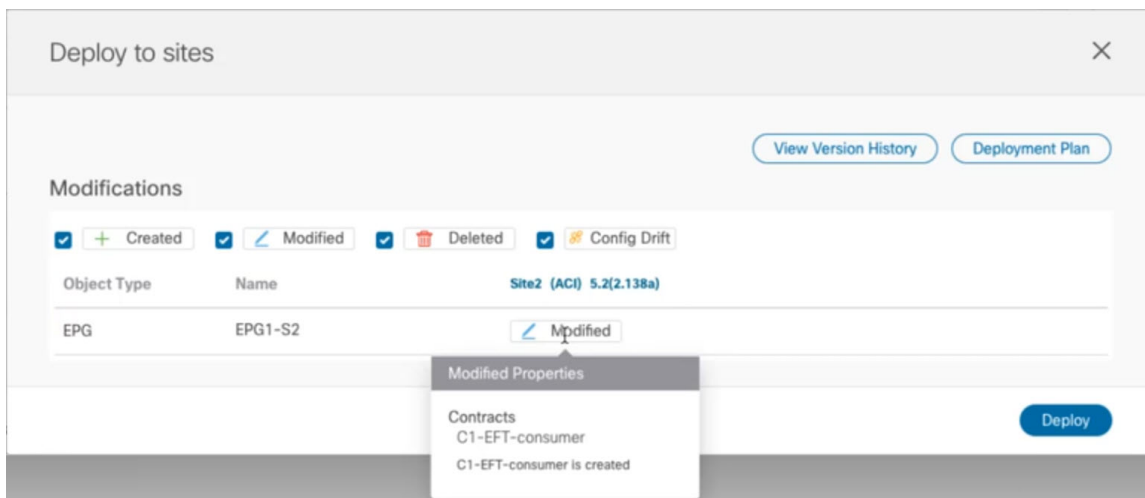 Deploy to sites
View Version History
Deployment Plan
Modifications
Created
Modified
Deleted
Config Drift
Object Type
Name
Site2 (ACI) 5.2(2.138a)
EPG
EPG1-S2
Modified
Modified Properties
Contracts
C1-EFT-consumer
C1-EFT-consumer is created
Deploy